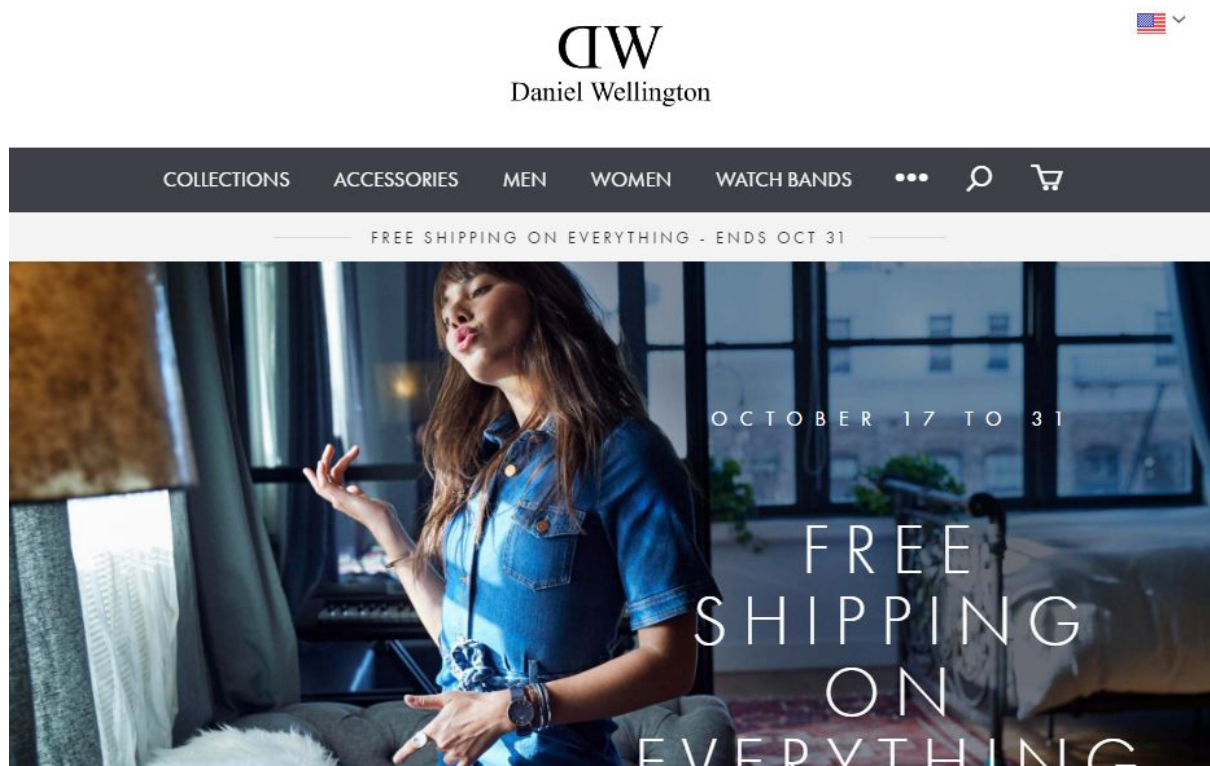 DW
Daniel Wellington
COLLECTIONS ACCESSORIES MEN WOMEN WATCH BANDS •••
FREE SHIPPING ON EVERYTHING - ENDS OCT 31
OCTOBER 17 TO 31
FREE
SHIPPING
ON
EVERYTHING